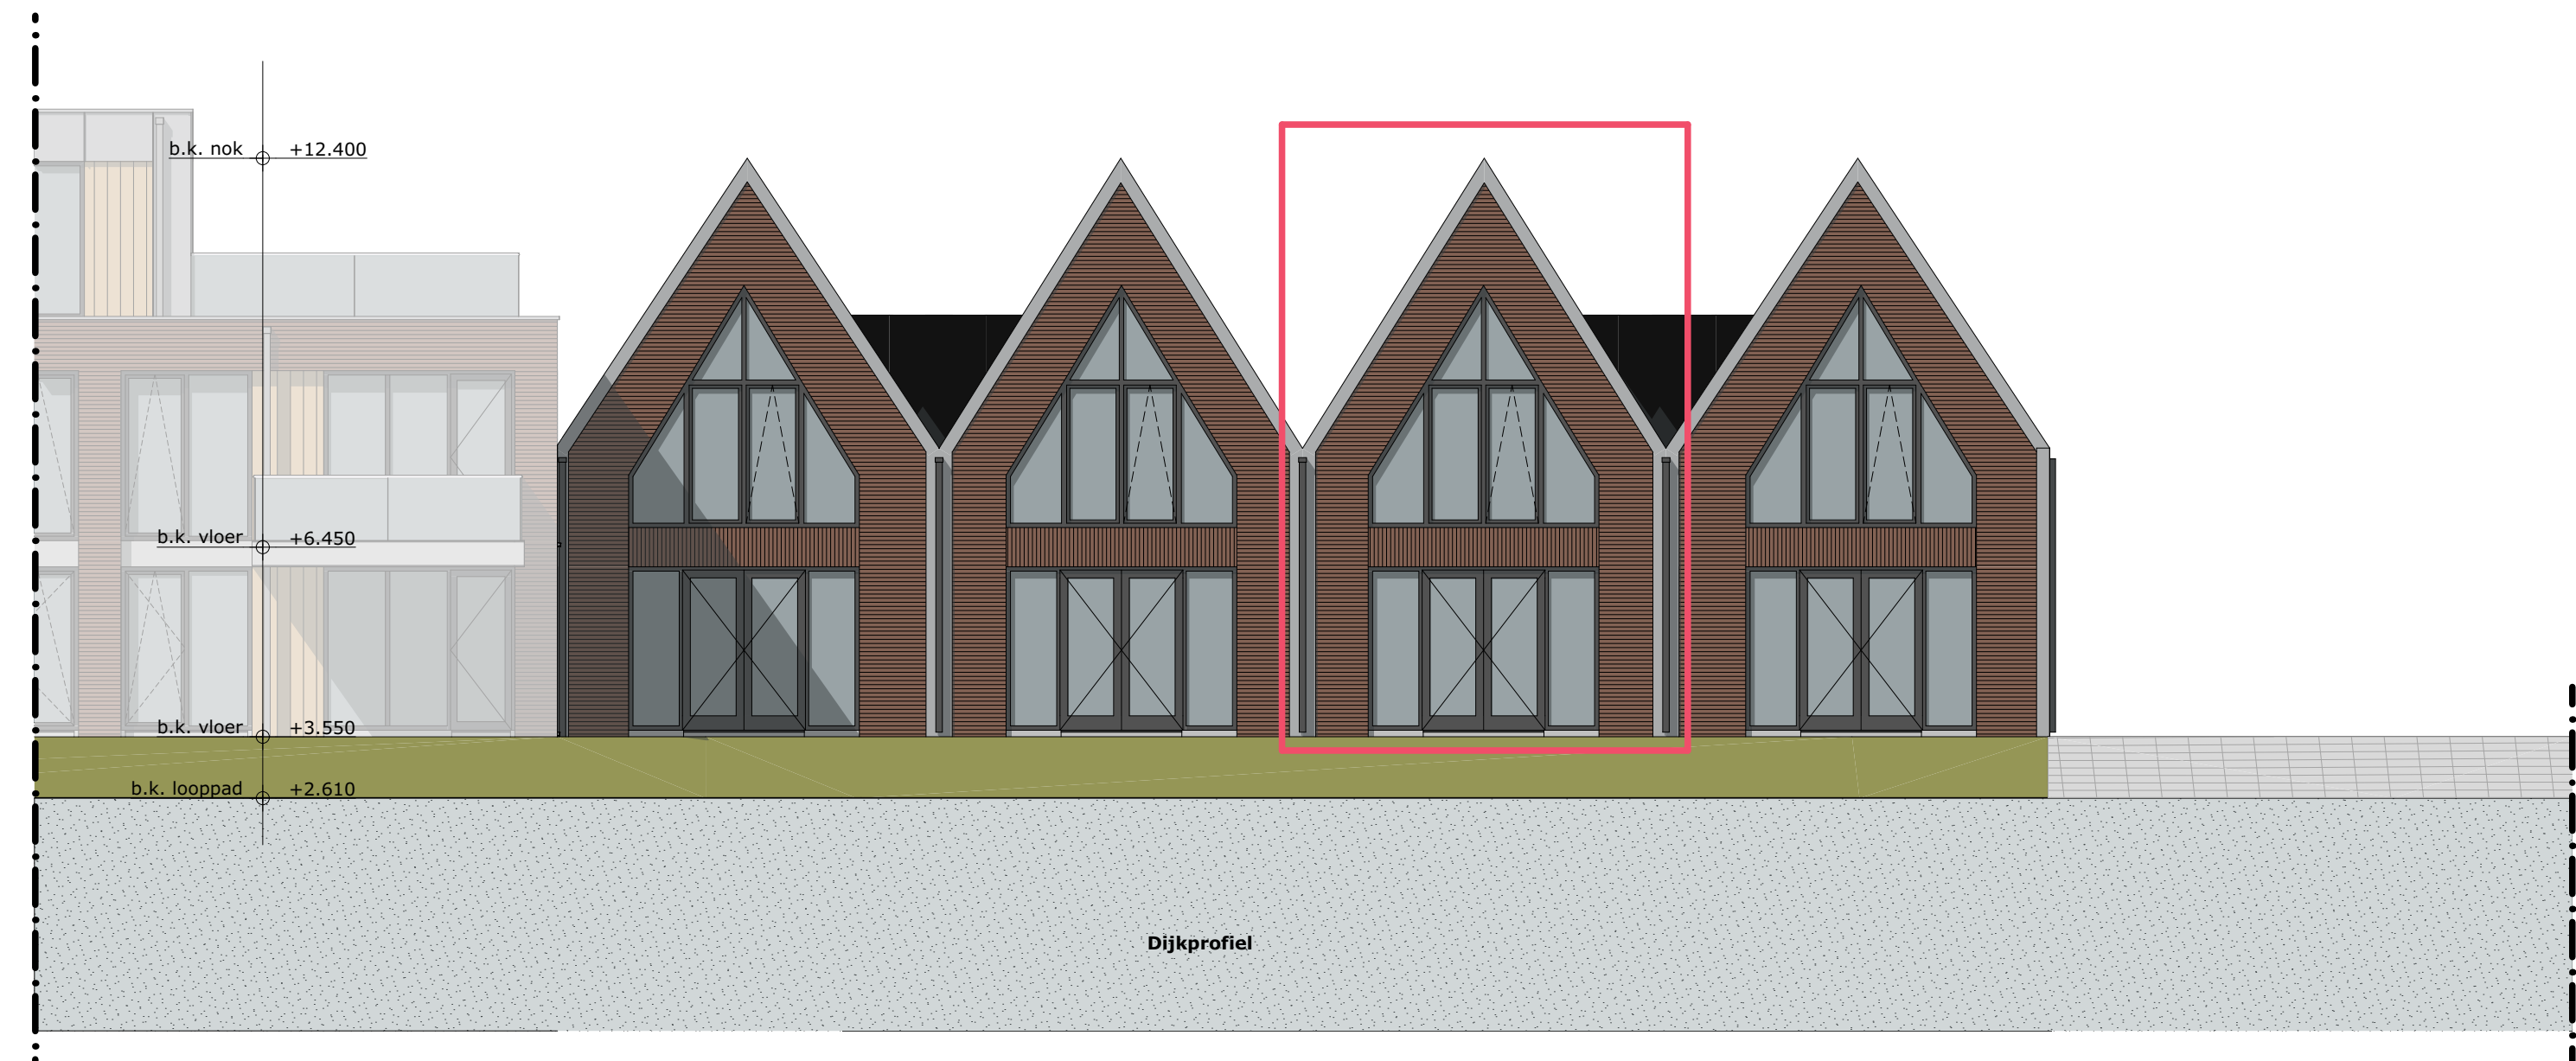 b.k. nok +12.400
b.k. vloer +6.450
b.k. vloer +3.550
b.k. looppad +2.610
Dijkprofiel